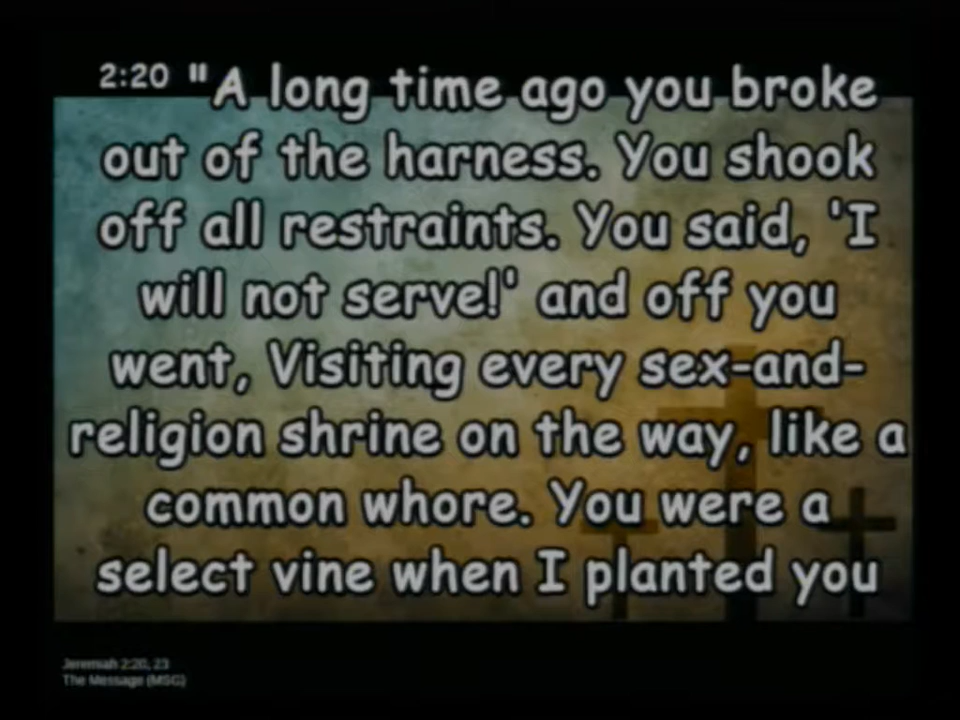 2:20 "A long time ago you broke
out of the harness. You shook
off all restraints. You said, 'I
will not serve!' and off you
went, Visiting every sex-and-
religion shrine on the way, like a
common whore. You were a
select vine when I planted you
Jeremiah 2:20, 23
The Message (MSG)